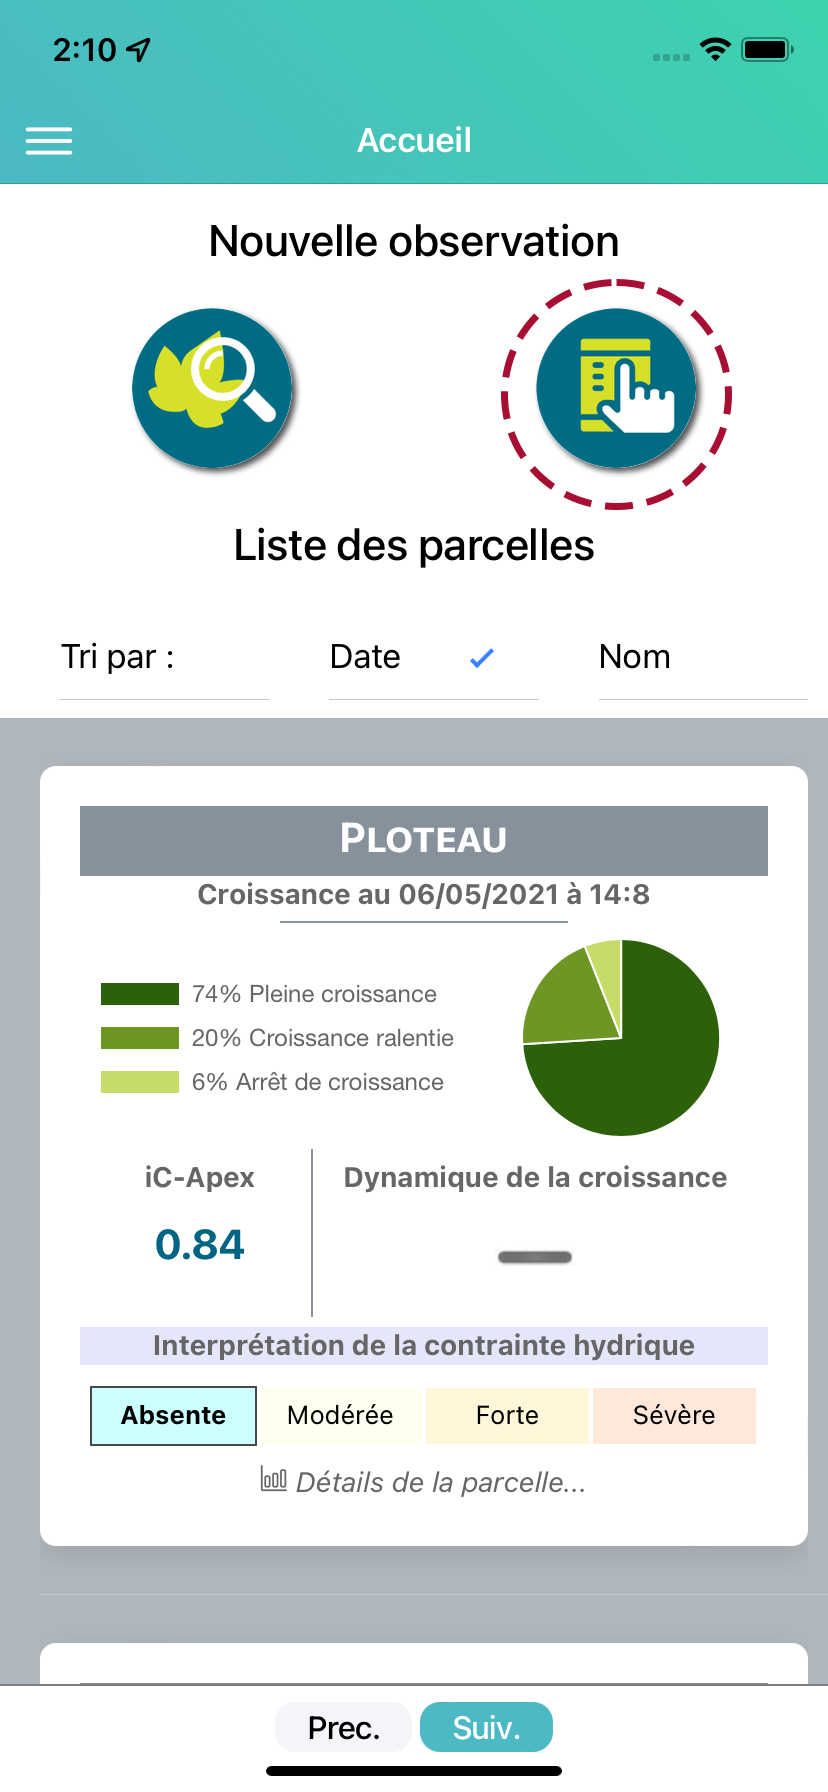 2:10
Accueil
Nouvelle observation
Liste des parcelles
Tri par : Date Nom
PLOTEAU
Croissance au 06/05/2021 à 14:8
74% Pleine croissance
20% Croissance ralentie
6% Arrêt de croissance
iC-Apex Dynamique de la croissance
0.84
Interprétation de la contrainte hydrique
Absente Modérée Forte Sévère
Détails de la parcelle...
Prec. Suiv.